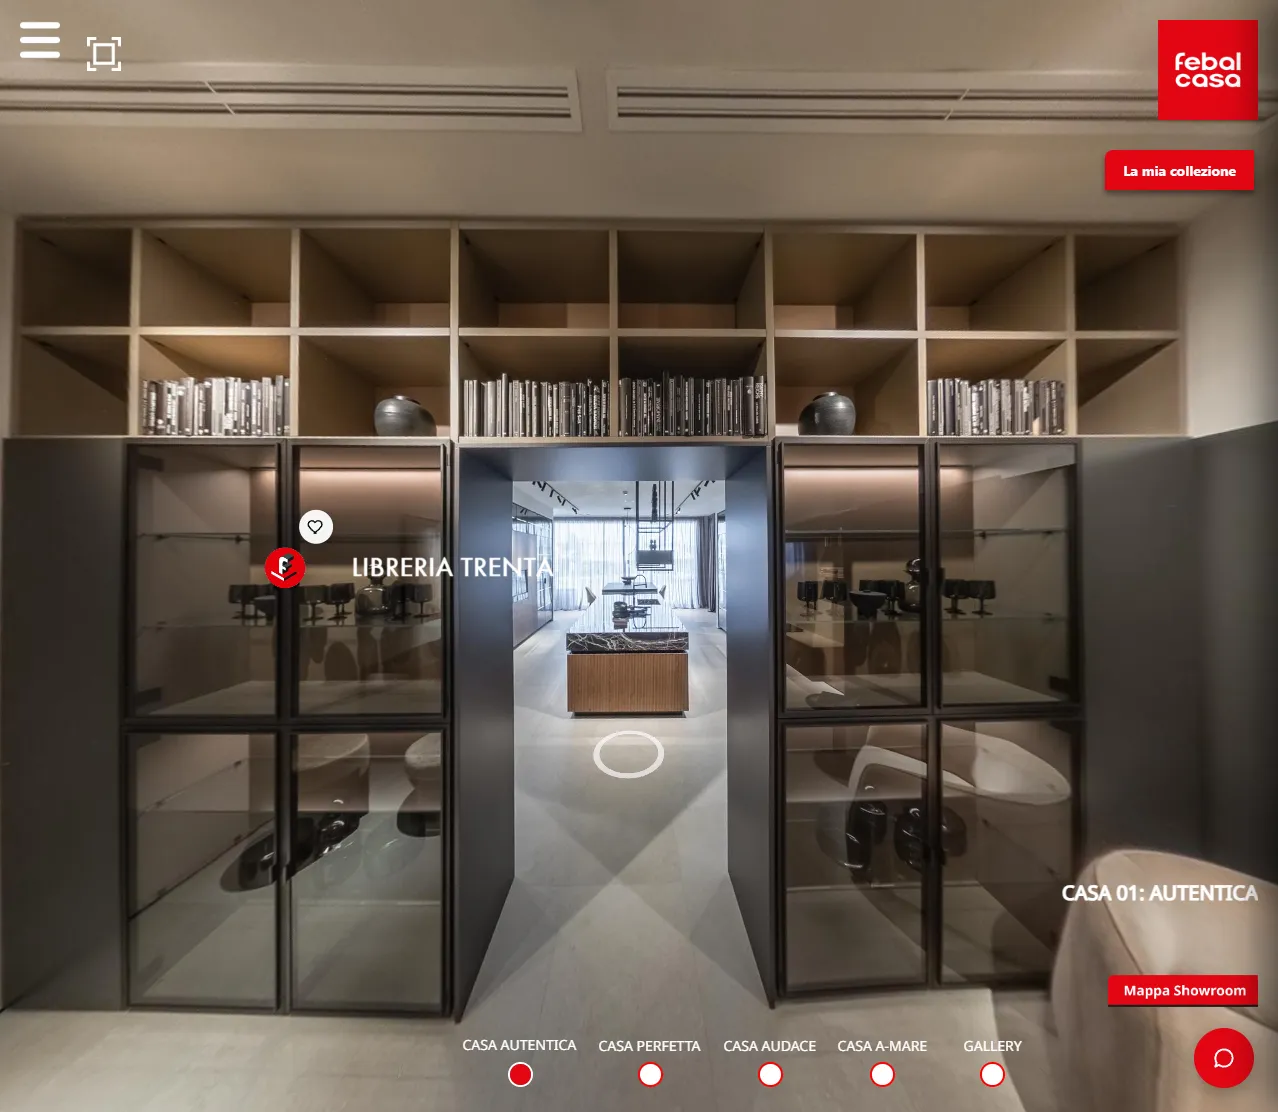 febal
casa
La mia collezione
LIBRERIA TRENTA
CASA 01: AUTENTICA
Mappa Showroom
CASA AUTENTICA
CASA PERFETTA
CASA AUDACE
CASA A-MARE
GALLERY